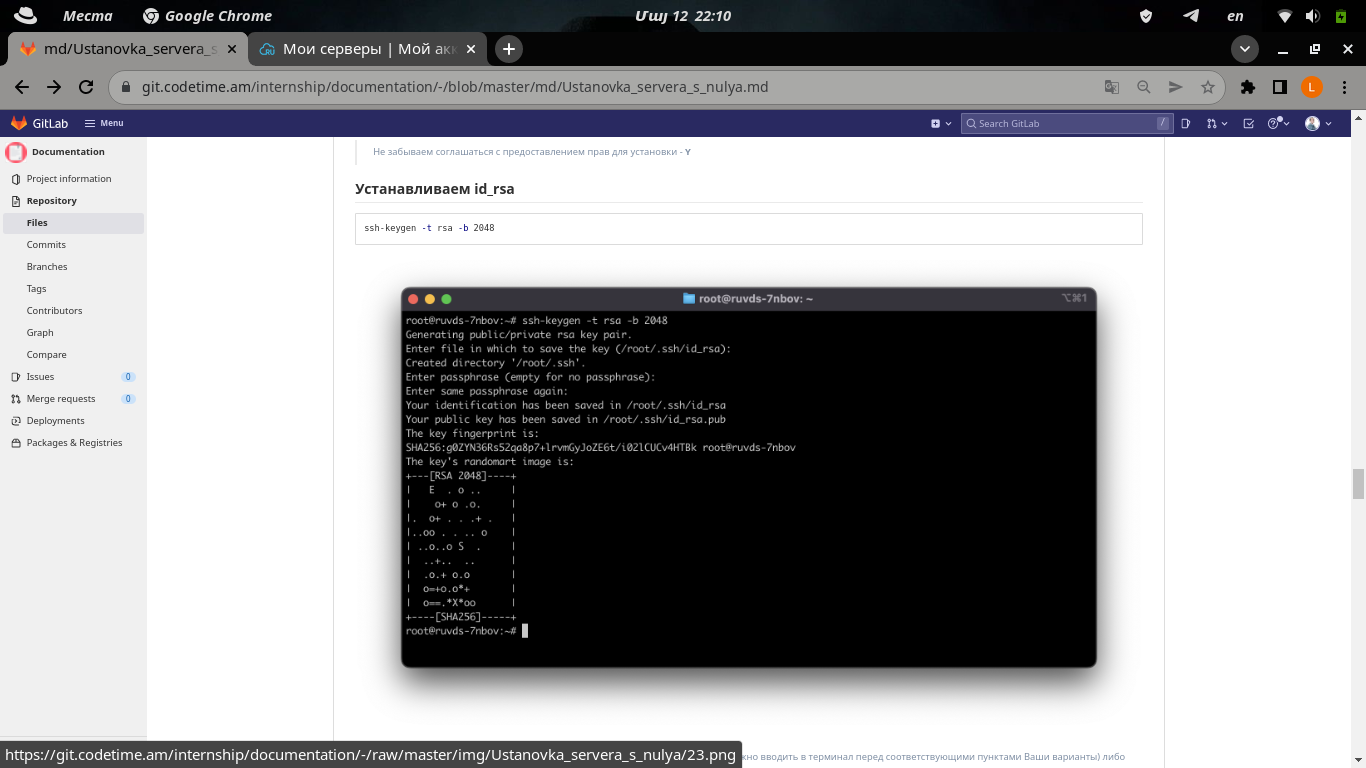 Места
Google Chrome
Մայ 12 22:10
en
md/Ustanovka_servera_s_
Мои серверы | Мой акк
git.codetime.am/internship/documentation/-/blob/master/md/Ustanovka_servera_s_nulya.md
L
GitLab
Menu
Search GitLab
/
Documentation
Project information
Repository
Files
Commits
Branches
Tags
Contributors
Graph
Compare
Issues 0
Merge requests 0
Deployments
Packages & Registries
Не забываем соглашаться с предоставлением прав для установки - Y
Устанавливаем id_rsa
ssh-keygen -t rsa -b 2048
root@ruvds-7nbov: ~
⌥⌘1
root@ruvds-7nbov:~# ssh-keygen -t rsa -b 2048
Generating public/private rsa key pair.
Enter file in which to save the key (/root/.ssh/id_rsa):
Created directory '/root/.ssh'.
Enter passphrase (empty for no passphrase):
Enter same passphrase again:
Your identification has been saved in /root/.ssh/id_rsa
Your public key has been saved in /root/.ssh/id_rsa.pub
The key fingerprint is:
SHA256:g0ZYN36Rs52qa8p7+lrvmGyJoZE6t/i02lCUCv4HTBk root@ruvds-7nbov
The key's randomart image is:
+---[RSA 2048]----+
|   E  . o ..     |
|    o+ o .o.     |
|.  o+ . . .+ .   |
|..oo . . .. o    |
| ..o..o S  .     |
|  ..+..  ..      |
|  .o.+ o.o       |
|  o=+o.o*+       |
|  o==.*X*oo      |
+----[SHA256]-----+
root@ruvds-7nbov:~#
жно вводить в терминал перед соответствующими пунктами Ваши варианты) либо
https://git.codetime.am/internship/documentation/-/raw/master/img/Ustanovka_servera_s_nulya/23.png